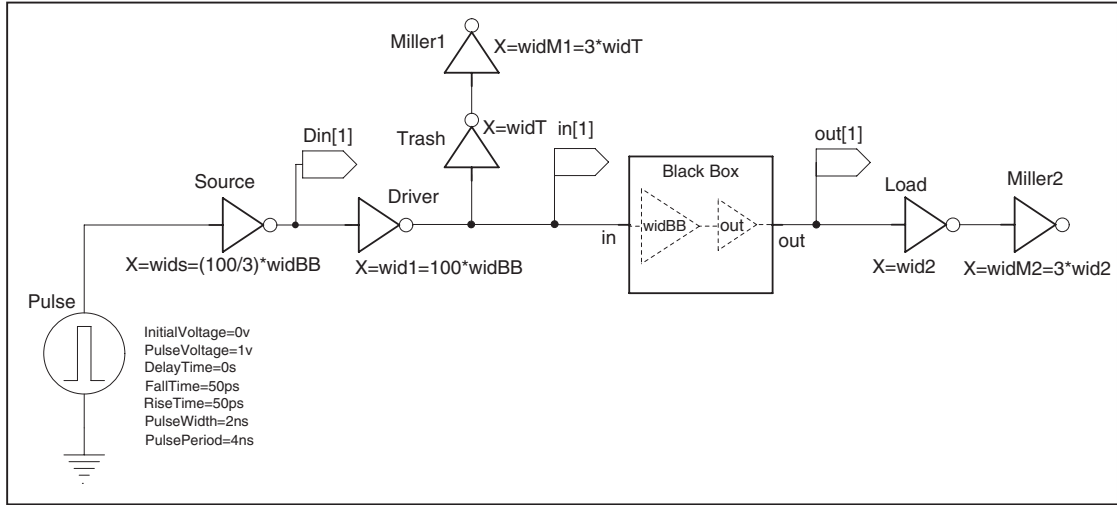 Miller1
X=widM1=3*widT
Trash
X=widT
Din[1]
in[1]
out[1]
Source
Driver
Black Box
Load
Miller2
widBB
out
in
out
X=wids=(100/3)*widBB
X=wid1=100*widBB
X=wid2
X=widM2=3*wid2
Pulse
InitialVoltage=0v
PulseVoltage=1v
DelayTime=0s
FallTime=50ps
RiseTime=50ps
PulseWidth=2ns
PulsePeriod=4ns